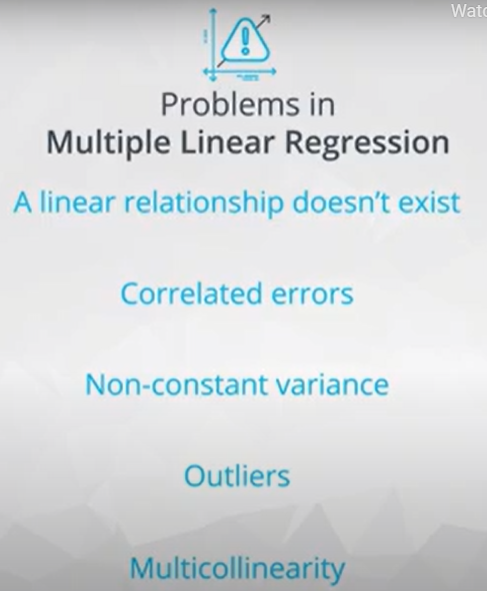 Problems in
Multiple Linear Regression
A linear relationship doesn't exist
Correlated errors
Non-constant variance
Outliers
Multicollinearity